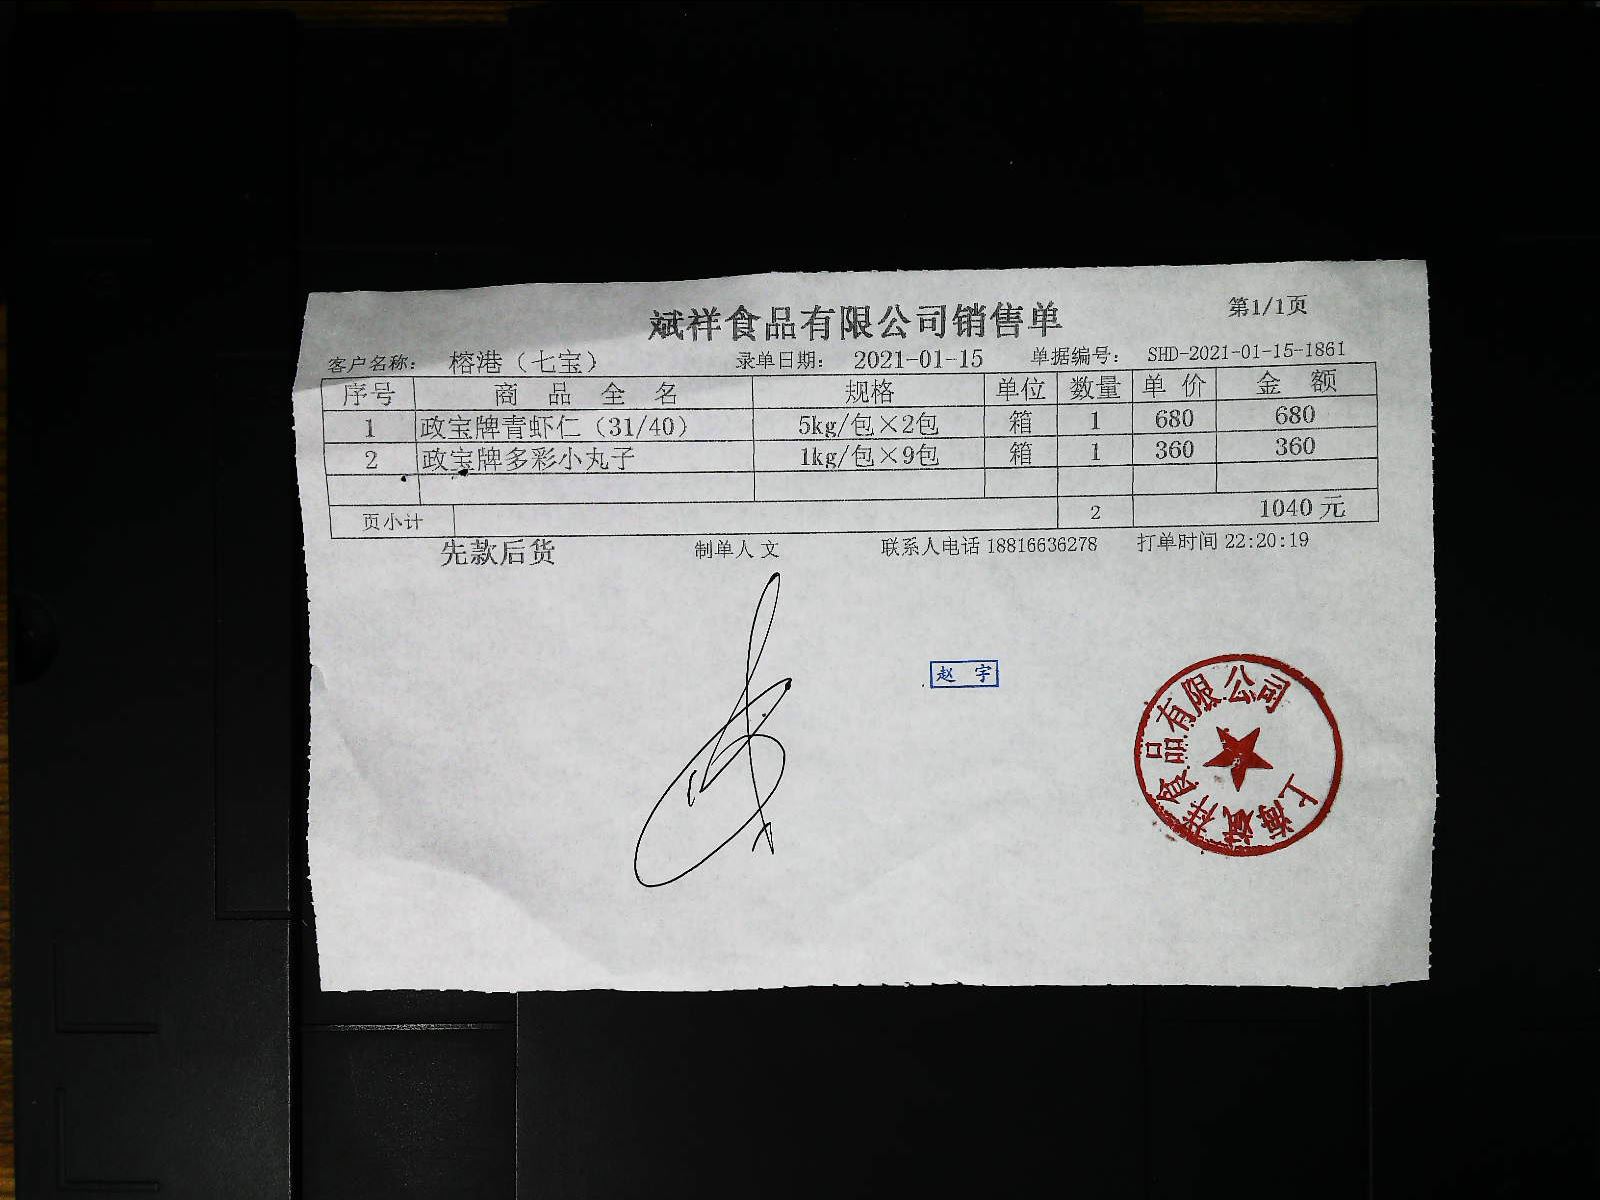 斌祥食品有限公司销售单 第1/1页
客户名称： 榕港（七宝） 录单日期： 2021-01-15 单据编号： SHD-2021-01-15-1861
序号 商品全名 规格 单位 数量 单价 金额
1 政宝牌青虾仁（31/40） 5kg/包×2包 箱 1 680 680
2 政宝牌多彩小丸子 1kg/包×9包 箱 1 360 360
页小计 2 1040 元
先款后货 制单人 文 联系人电话 18816636278 打单时间 22:20:19
赵 宇
上海斌祥食品有限公司